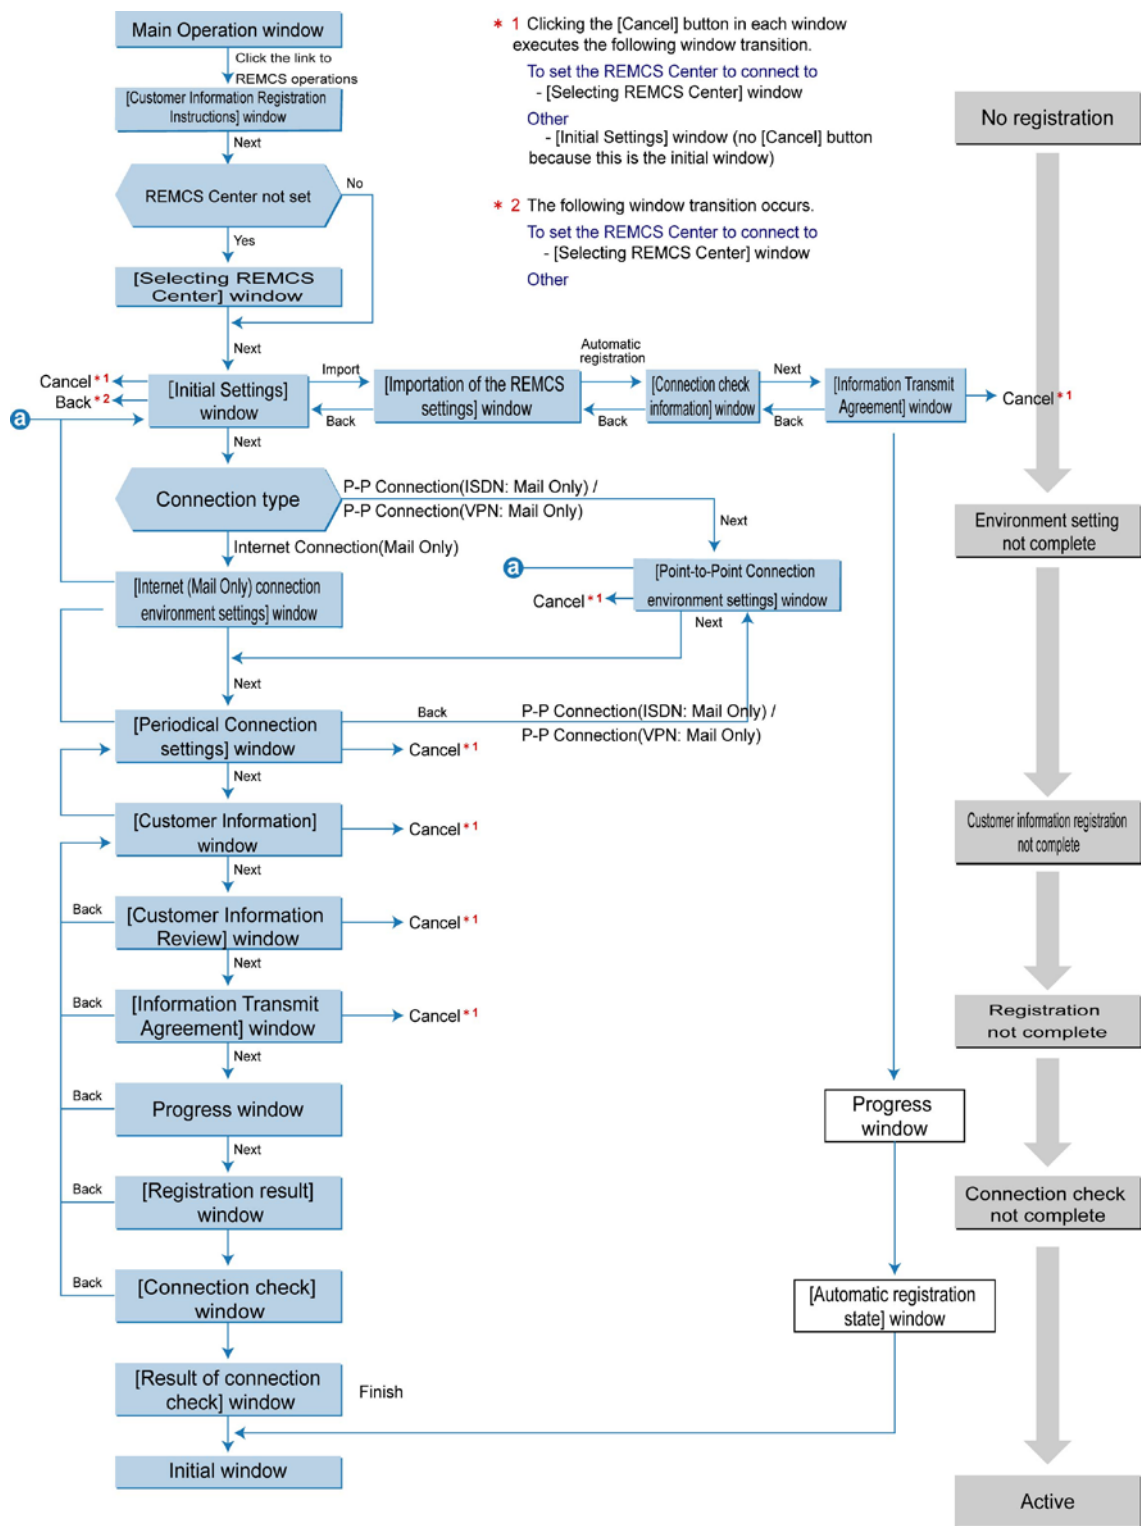 Main Operation window
Click the link to
REMCS operations
[Customer Information Registration
Instructions] window
Next
REMCS Center not set
No
Yes
[Selecting REMCS
Center] window
Next
* 1 Clicking the [Cancel] button in each window
executes the following window transition.
To set the REMCS Center to connect to
- [Selecting REMCS Center] window
Other
- [Initial Settings] window (no [Cancel] button
because this is the initial window)
* 2 The following window transition occurs.
To set the REMCS Center to connect to
- [Selecting REMCS Center] window
Other
No registration
Cancel *1
Back *2
a
[Initial Settings]
window
Import
Back
[Importation of the REMCS
settings] window
Automatic
registration
Back
[Connection check
information] window
Next
Back
[Information Transmit
Agreement] window
Cancel *1
Next
Connection type
P-P Connection(ISDN: Mail Only) /
P-P Connection(VPN: Mail Only)
Next
Internet Connection(Mail Only)
Environment setting
not complete
[Internet (Mail Only) connection
environment settings] window
a
Cancel *1
[Point-to-Point Connection
environment settings] window
Next
Next
[Periodical Connection
settings] window
Back
P-P Connection(ISDN: Mail Only) /
P-P Connection(VPN: Mail Only)
Cancel *1
Next
[Customer Information]
window
Cancel *1
Customer information registration
not complete
Next
Back
[Customer Information
Review] window
Cancel *1
Next
Back
[Information Transmit
Agreement] window
Cancel *1
Registration
not complete
Next
Back
Progress window
Progress
window
Next
Back
[Registration result]
window
Connection check
not complete
Back
[Connection check]
window
[Automatic registration
state] window
[Result of connection
check] window
Finish
Initial window
Active